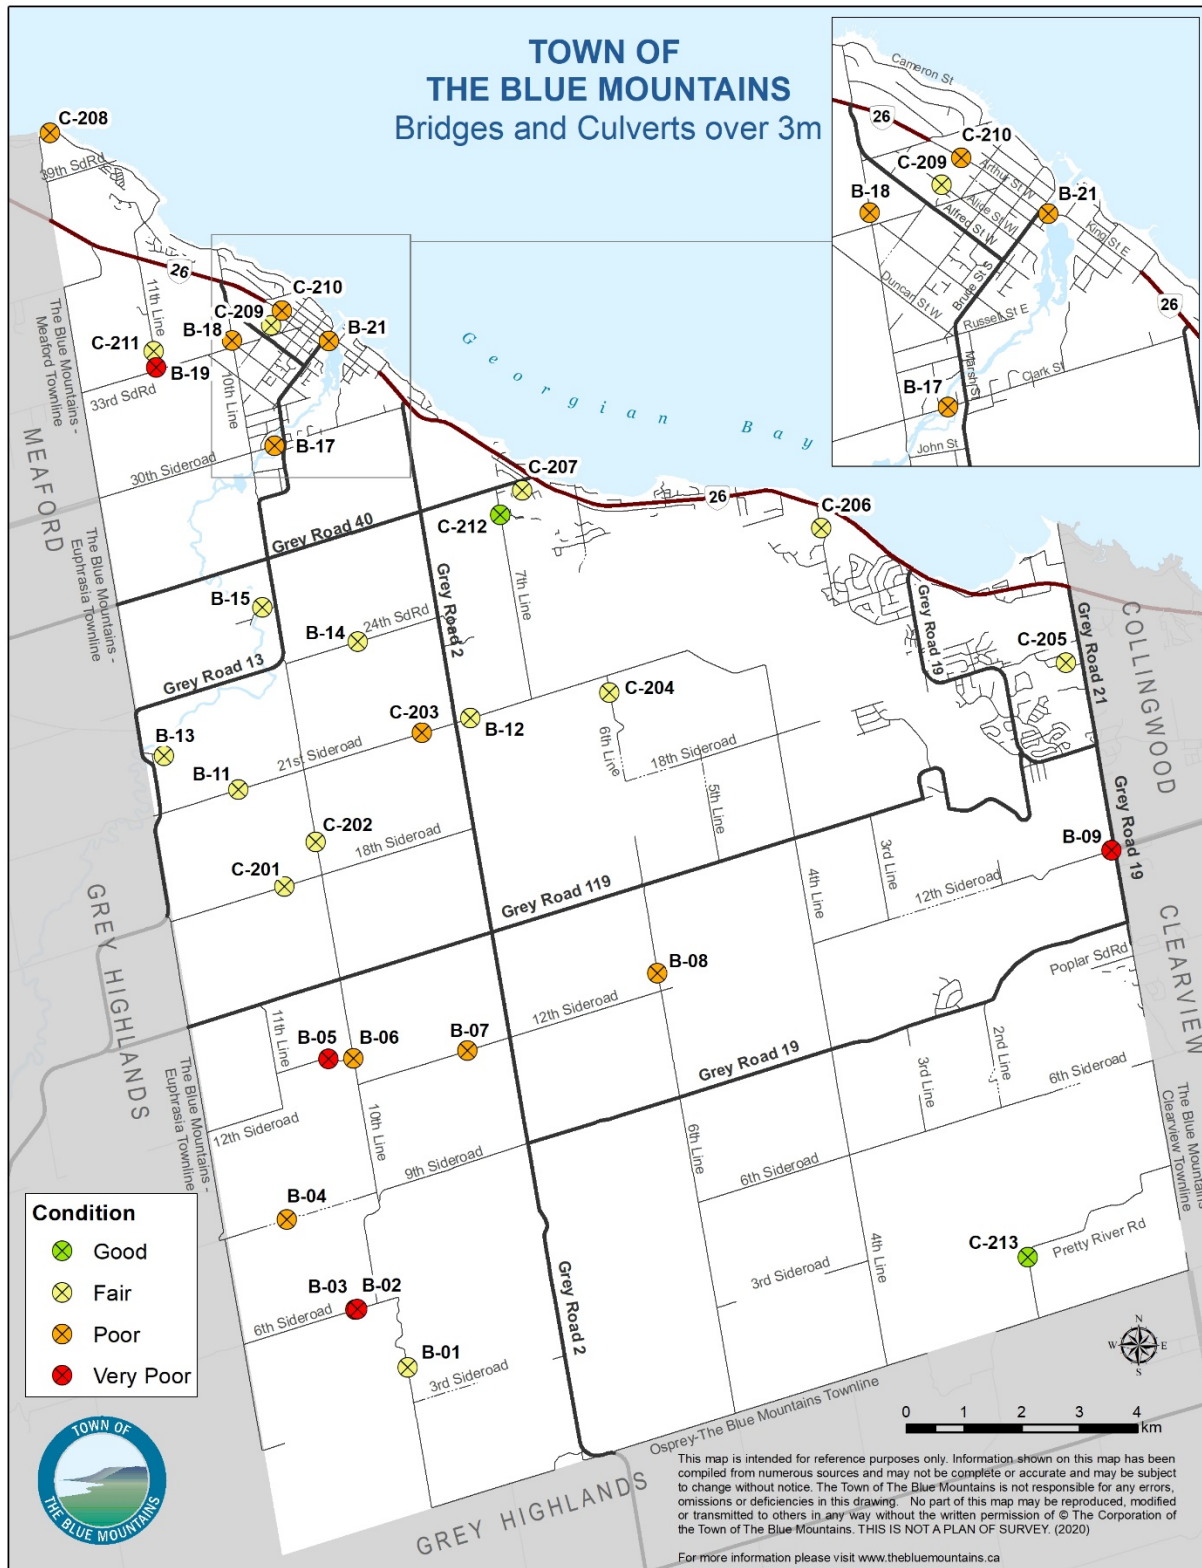 TOWN OF
THE BLUE MOUNTAINS
Bridges and Culverts over 3m
C-208
39th SdRd
26
11th Line
The Blue Mountains -
Meaford Townline
C-210
C-209
B-18
B-21
C-211
B-19
33rd SdRd
10th Line
B-17
30th Sideroad
MEAFORD
Georgian Bay
Cameron St
26
C-210
C-209
Arthur St W
B-18
Alice St W
Alfred St W
B-21
King St E
Duncan St W
Bruce St S
Russell St E
26
Marsh St
Clark St
B-17
John St
C-207
26
C-206
C-212
Grey Road 40
The Blue Mountains -
Euphrasia Townline
Grey Road 2
7th Line
B-15
B-14
24th SdRd
Grey Road 13
Grey Road 19
C-205
Grey Road 21
COLLINGWOOD
C-204
C-203
B-12
B-13
21st Sideroad
B-11
6th Line
18th Sideroad
5th Line
C-202
18th Sideroad
C-201
Grey Road 119
4th Line
3rd Line
12th Sideroad
B-09
Grey Road 19
GREY HIGHLANDS
CLEARVIEW
B-08
12th Sideroad
Poplar SdRd
11th Line
B-05
B-06
B-07
Grey Road 19
3rd Line
2nd Line
6th Sideroad
The Blue Mountains -
Euphrasia Townline
12th Sideroad
10th Line
9th Sideroad
6th Line
6th Sideroad
The Blue Mountains
Clearview Townline
B-04
C-213
Pretty River Rd
4th Line
3rd Sideroad
B-03
B-02
6th Sideroad
B-01
3rd Sideroad
Grey Road 2
Osprey-The Blue Mountains Townline
GREY HIGHLANDS
Condition
Good
Fair
Poor
Very Poor
TOWN OF
THE BLUE MOUNTAINS
N
W E
S
0 1 2 3 4
km
This map is intended for reference purposes only. Information shown on this map has been
compiled from numerous sources and may not be complete or accurate and may be subject
to change without notice. The Town of The Blue Mountains is not responsible for any errors,
omissions or deficiencies in this drawing. No part of this map may be reproduced, modified
or transmitted to others in any way without the written permission of © The Corporation of
the Town of The Blue Mountains. THIS IS NOT A PLAN OF SURVEY. (2020)
For more information please visit www.thebluemountains.ca